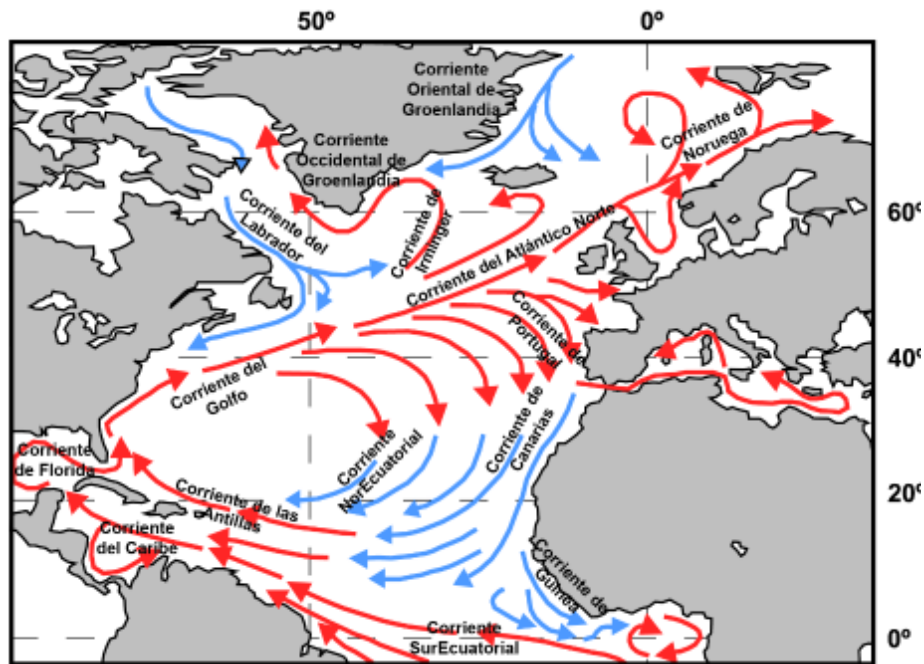 50º
0º
Corriente
Oriental de
Groenlandia
Corriente
Occidental de
Groenlandia
Corriente de
Noruega
60º
Corriente del
Labrador
Corriente de
Irminger
Corriente del Atlántico Norte
Corriente de
Portugal
40º
Corriente del
Golfo
Corriente de
Canarias
Corriente
NorEcuatorial
Corriente
de Florida
20º
Corriente de las
Antillas
Corriente
del Caribe
Corriente de
Guinea
Corriente
SurEcuatorial
0º